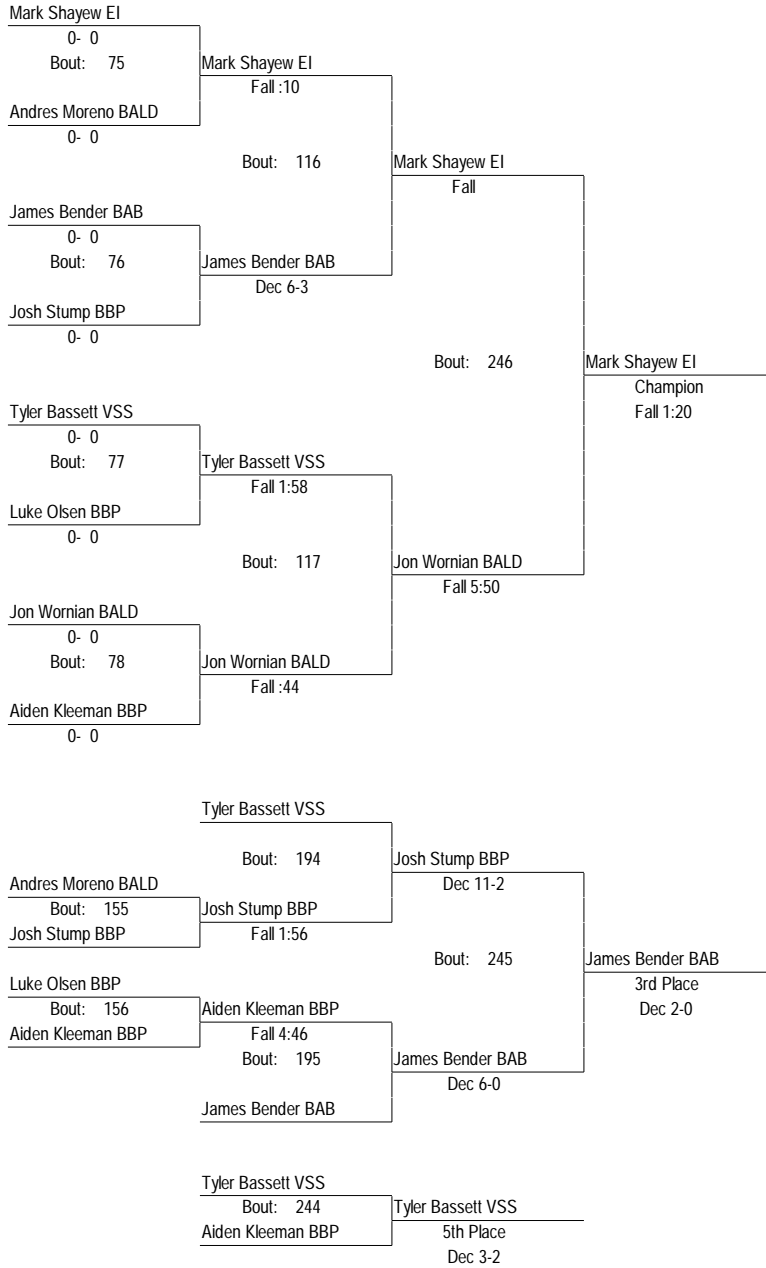 Mark Shayew EI
0- 0
Bout: 75 Mark Shayew EI
Fall :10
Andres Moreno BALD
0- 0
Bout: 116 Mark Shayew EI
Fall
James Bender BAB
0- 0
Bout: 76 James Bender BAB
Dec 6-3
Josh Stump BBP
0- 0
Bout: 246 Mark Shayew EI
Champion
Tyler Bassett VSS Fall 1:20
0- 0
Bout: 77 Tyler Bassett VSS
Fall 1:58
Luke Olsen BBP
0- 0
Bout: 117 Jon Wornian BALD
Fall 5:50
Jon Wornian BALD
0- 0
Bout: 78 Jon Wornian BALD
Fall :44
Aiden Kleeman BBP
0- 0
Tyler Bassett VSS
Bout: 194 Josh Stump BBP
Andres Moreno BALD Dec 11-2
Bout: 155 Josh Stump BBP
Josh Stump BBP Fall 1:56
Bout: 245 James Bender BAB
Luke Olsen BBP 3rd Place
Bout: 156 Aiden Kleeman BBP Dec 2-0
Aiden Kleeman BBP Fall 4:46
Bout: 195 James Bender BAB
Dec 6-0
James Bender BAB
Tyler Bassett VSS
Bout: 244 Tyler Bassett VSS
Aiden Kleeman BBP 5th Place
Dec 3-2